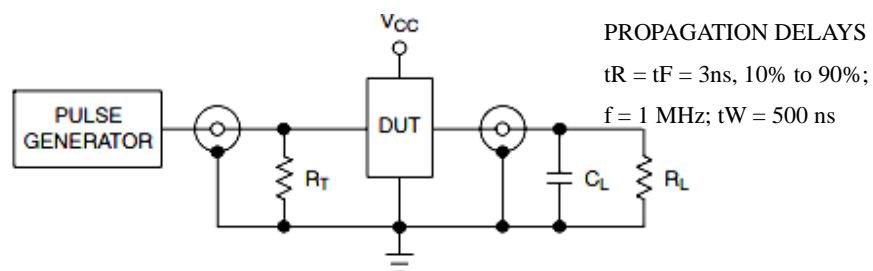 VCC
PROPAGATION DELAYS
tR = tF = 3ns, 10% to 90%;
f = 1 MHz; tW = 500 ns
PULSE
GENERATOR
DUT
RT
CL
RL